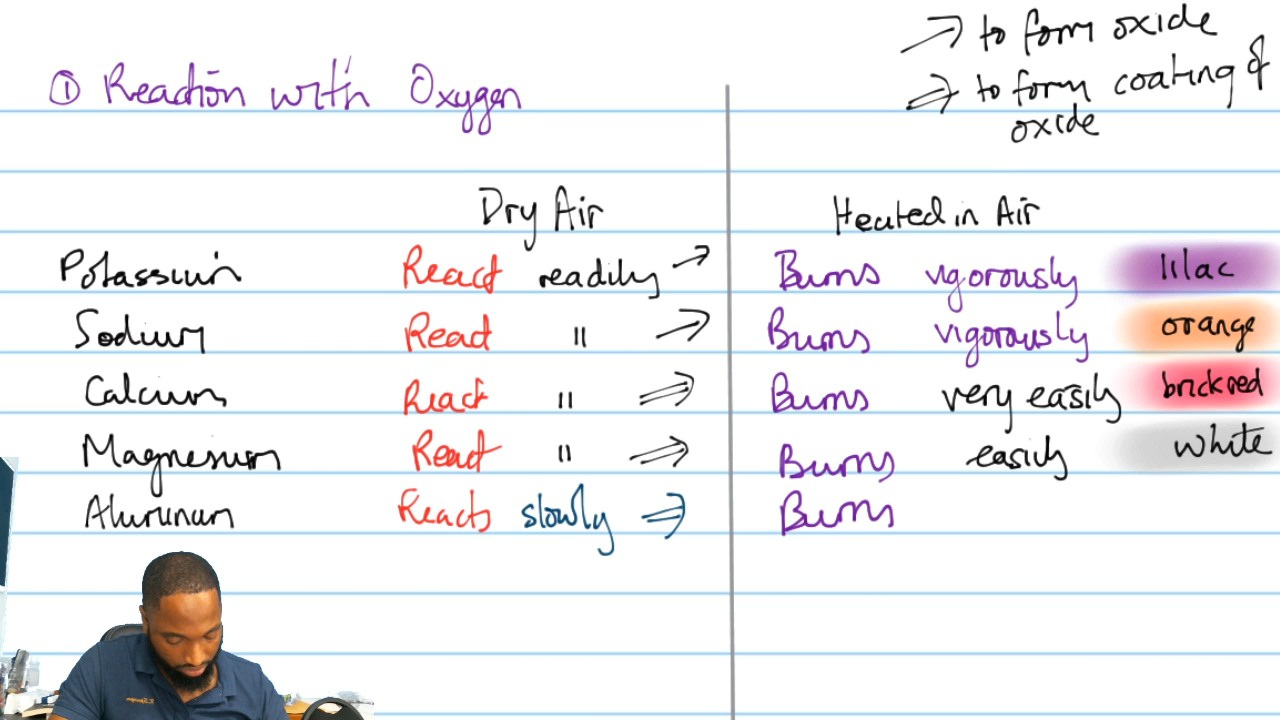 ① Reaction with Oxygen
→ to form oxide
⇒ to form coating of
oxide
Dry Air
Heated in Air
Potassium React readily → Burns vigorously lilac
Sodium React " → Burns vigorously orange
Calcium React " ⇒ Burns very easily brick red
Magnesium React " ⇒ Burns easily white
Aluminum Reacts slowly ⇒ Burns